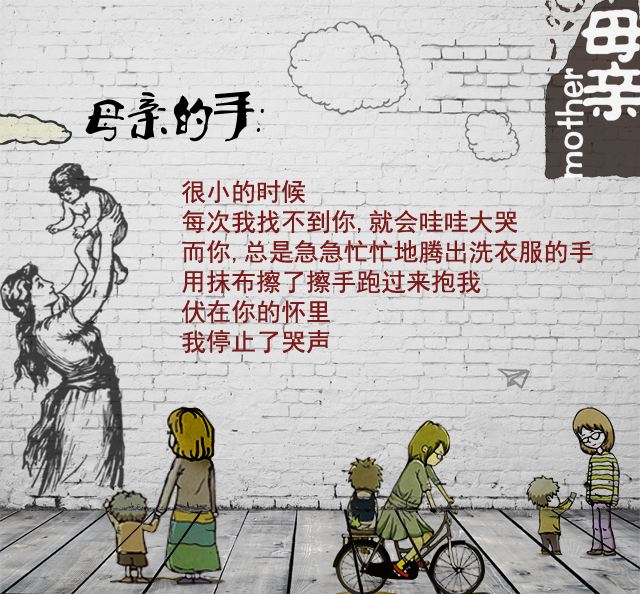 母亲
mother
母亲的手:
很小的时候
每次我找不到你,就会哇哇大哭
而你,总是急急忙忙地腾出洗衣服的手
用抹布擦了擦手跑过来抱我
伏在你的怀里
我停止了哭声